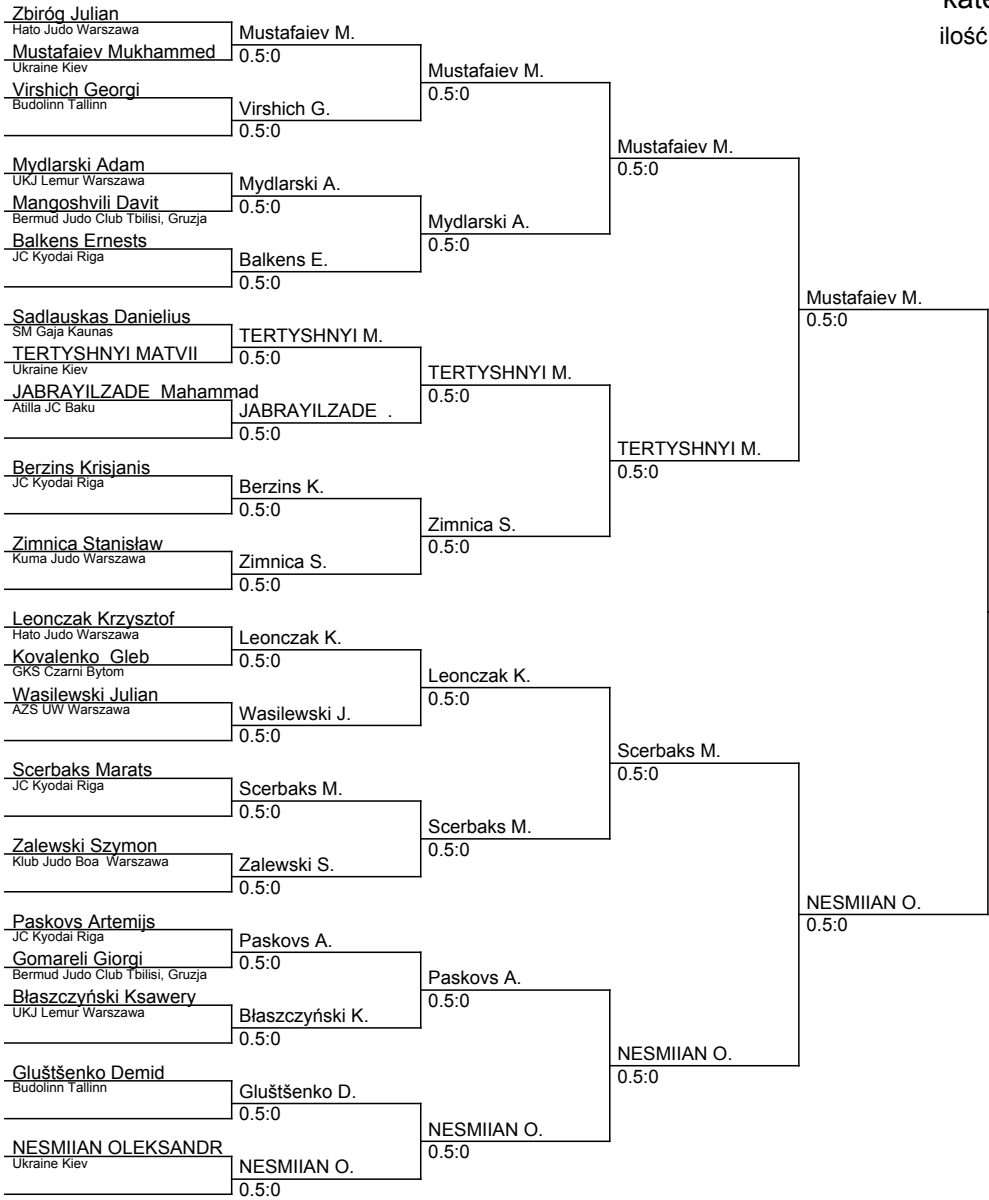 kate
ilość
Zbiróg Julian
Hato Judo Warszawa
Mustafaiev Mukhammed
Ukraine Kiev
Virshich Georgi
Budolinn Tallinn
Mydlarski Adam
UKJ Lemur Warszawa
Mangoshvili Davit
Bermud Judo Club Tbilisi, Gruzja
Balkens Ernests
JC Kyodai Riga
Sadlauskas Danielius
SM Gaja Kaunas
TERTYSHNYI MATVII
Ukraine Kiev
JABRAYILZADE Mahammad
Atilla JC Baku
Berzins Krisjanis
JC Kyodai Riga
Zimnica Stanisław
Kuma Judo Warszawa
Leonczak Krzysztof
Hato Judo Warszawa
Kovalenko Gleb
GKS Czarni Bytom
Wasilewski Julian
AZS UW Warszawa
Scerbaks Marats
JC Kyodai Riga
Zalewski Szymon
Klub Judo Boa Warszawa
Paskovs Artemijs
JC Kyodai Riga
Gomareli Giorgi
Bermud Judo Club Tbilisi, Gruzja
Błaszczyński Ksawery
UKJ Lemur Warszawa
Gluštšenko Demid
Budolinn Tallinn
NESMIIAN OLEKSANDR
Ukraine Kiev
Mustafaiev M.
0.5:0
Virshich G.
0.5:0
Mydlarski A.
0.5:0
Balkens E.
0.5:0
TERTYSHNYI M.
0.5:0
JABRAYILZADE .
0.5:0
Berzins K.
0.5:0
Zimnica S.
0.5:0
Leonczak K.
0.5:0
Wasilewski J.
0.5:0
Scerbaks M.
0.5:0
Zalewski S.
0.5:0
Paskovs A.
0.5:0
Błaszczyński K.
0.5:0
Gluštšenko D.
0.5:0
NESMIIAN O.
0.5:0
Mustafaiev M.
0.5:0
Mydlarski A.
0.5:0
TERTYSHNYI M.
0.5:0
Zimnica S.
0.5:0
Leonczak K.
0.5:0
Scerbaks M.
0.5:0
Paskovs A.
0.5:0
NESMIIAN O.
0.5:0
Mustafaiev M.
0.5:0
TERTYSHNYI M.
0.5:0
Scerbaks M.
0.5:0
NESMIIAN O.
0.5:0
Mustafaiev M.
0.5:0
NESMIIAN O.
0.5:0